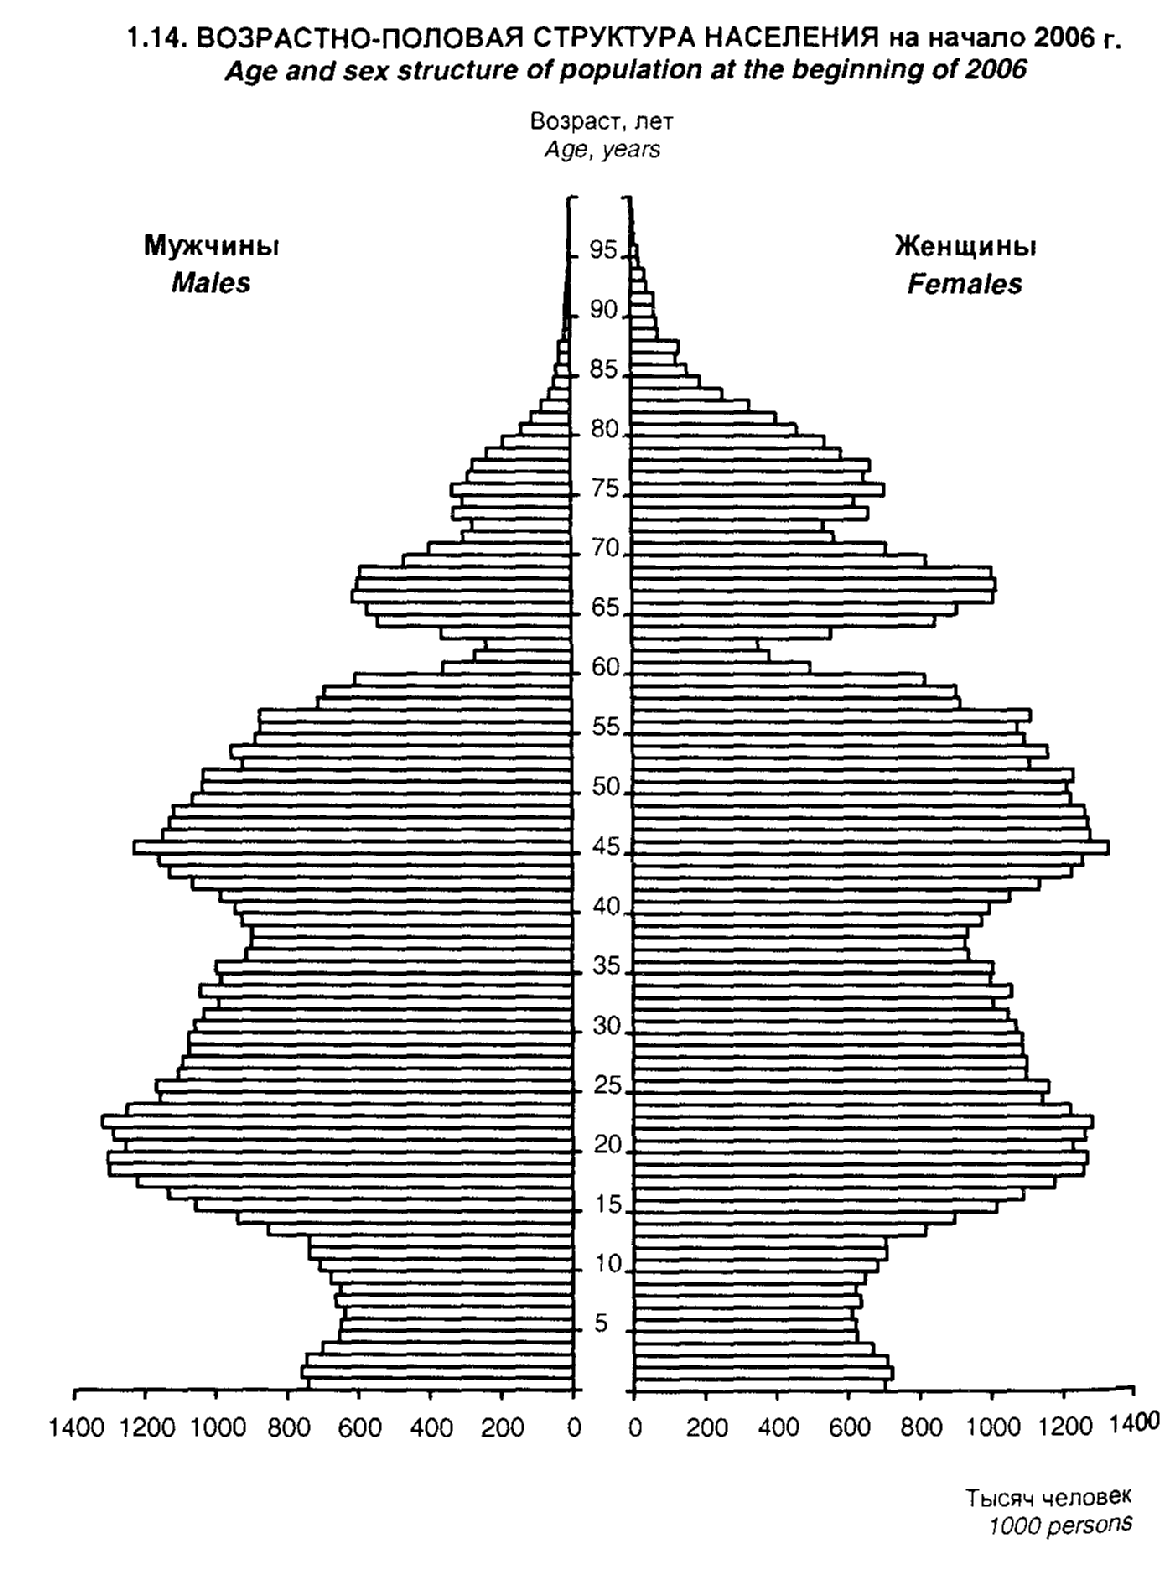 1.14. ВОЗРАСТНО-ПОЛОВАЯ СТРУКТУРА НАСЕЛЕНИЯ на начало 2006 г.
Age and sex structure of population at the beginning of 2006
Возраст, лет
Age, years
Мужчины
Males
Женщины
Females
95
90
85
80
75
70
65
60
55
50
45
40
35
30
25
20
15
10
5
1400 1200 1000 800 600 400 200 0 0 200 400 600 800 1000 1200 1400
Тысяч человек
1000 persons